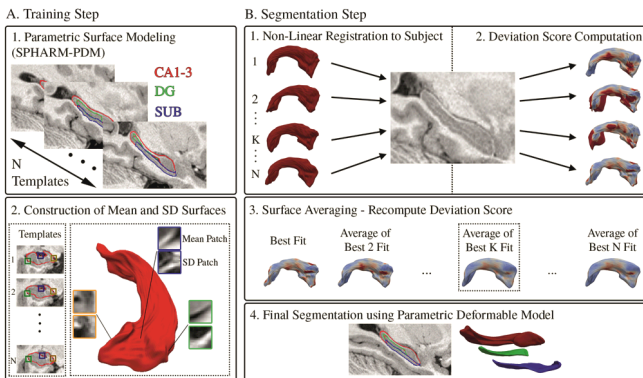 A. Training Step
1. Parametric Surface Modeling
(SPHARM-PDM)
CA1-3
DG
SUB
N
Templates
2. Construction of Mean and SD Surfaces
Templates
1
2
N
Mean Patch
SD Patch
B. Segmentation Step
1. Non-Linear Registration to Subject
1
2
K
N
2. Deviation Score Computation
3. Surface Averaging - Recompute Deviation Score
Best Fit
Average of
Best 2 Fit
...
Average of
Best K Fit
...
Average of
Best N Fit
4. Final Segmentation using Parametric Deformable Model